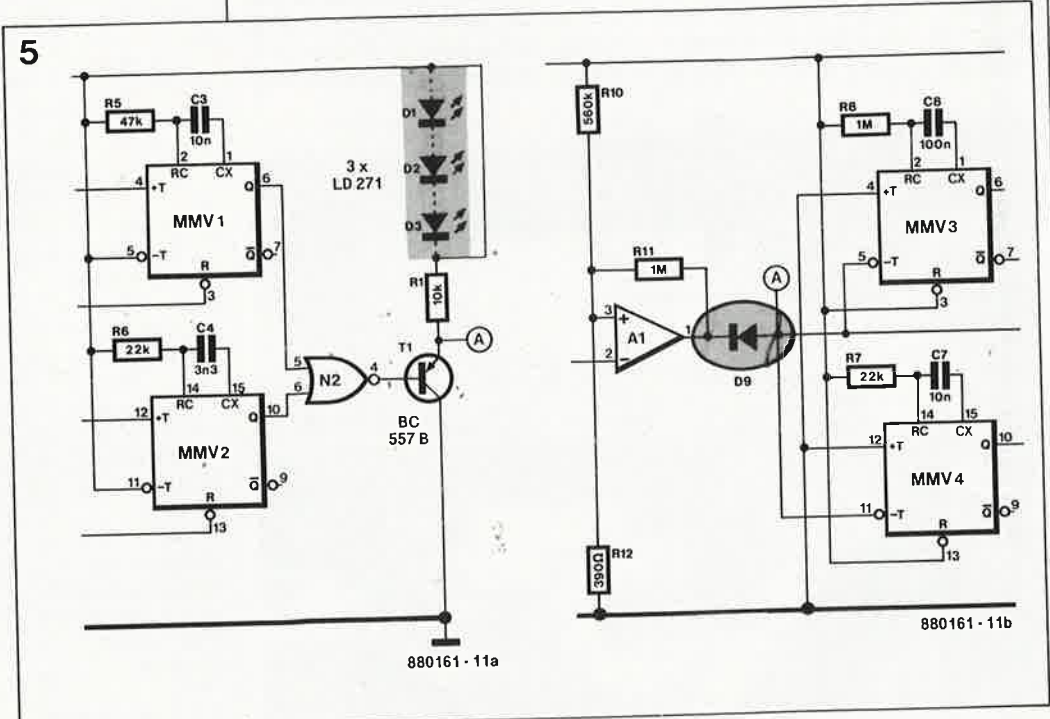 5
R5
47k
C3
10n
2
1
RC
CX
4
+T
Q
6
MMV1
5
-T
Q
7
R
3
R6
22k
C4
3n3
14
15
RC
CX
12
+T
Q
10
MMV2
11
-T
Q
9
R
13
D1
D2
D3
3 x
LD 271
R1
10k
A
T1
5
6
N2
4
BC
557 B
880161 - 11a
R10
560k
R11
1M
3
+
2
−
A1
1
D9
A
R12
390Ω
R8
1M
C8
100n
2
1
RC
CX
4
+T
Q
6
MMV3
5
-T
Q
7
R
3
R7
22k
C7
10n
14
15
RC
CX
12
+T
Q
10
MMV4
11
-T
Q
9
R
13
880161 - 11b